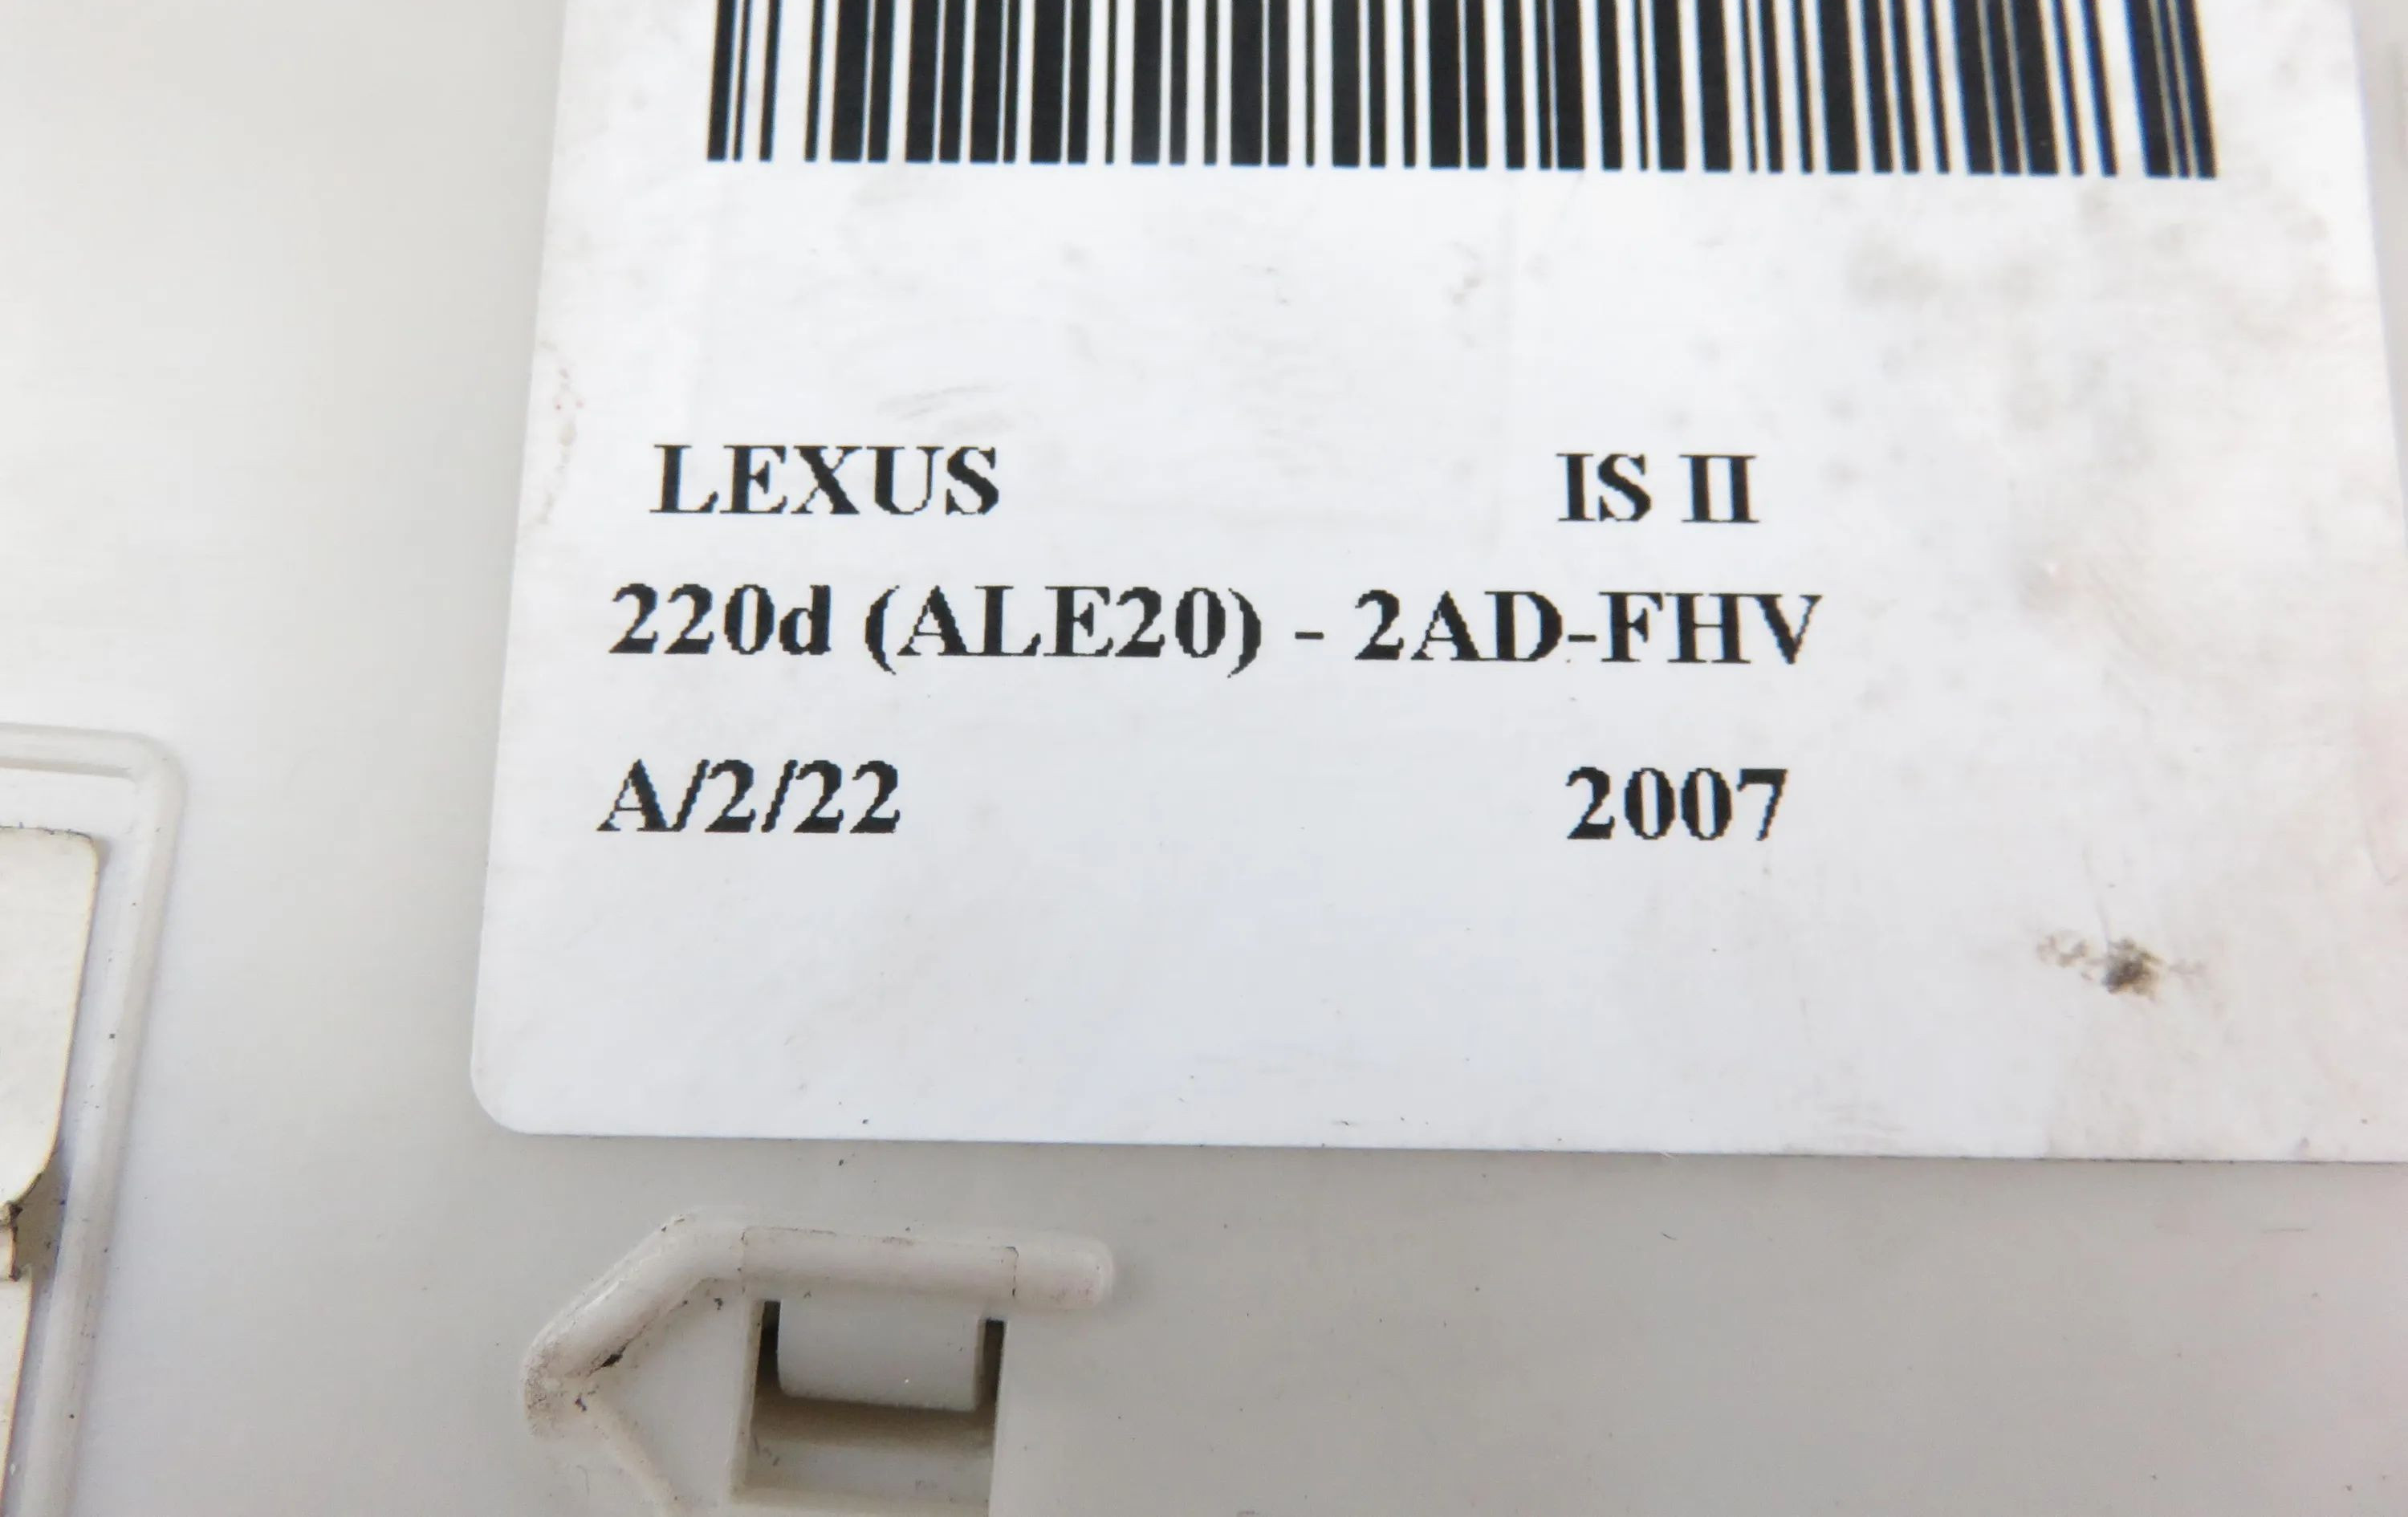 LEXUS IS II
220d (ALE20) - 2AD-FHV
A/2/22 2007